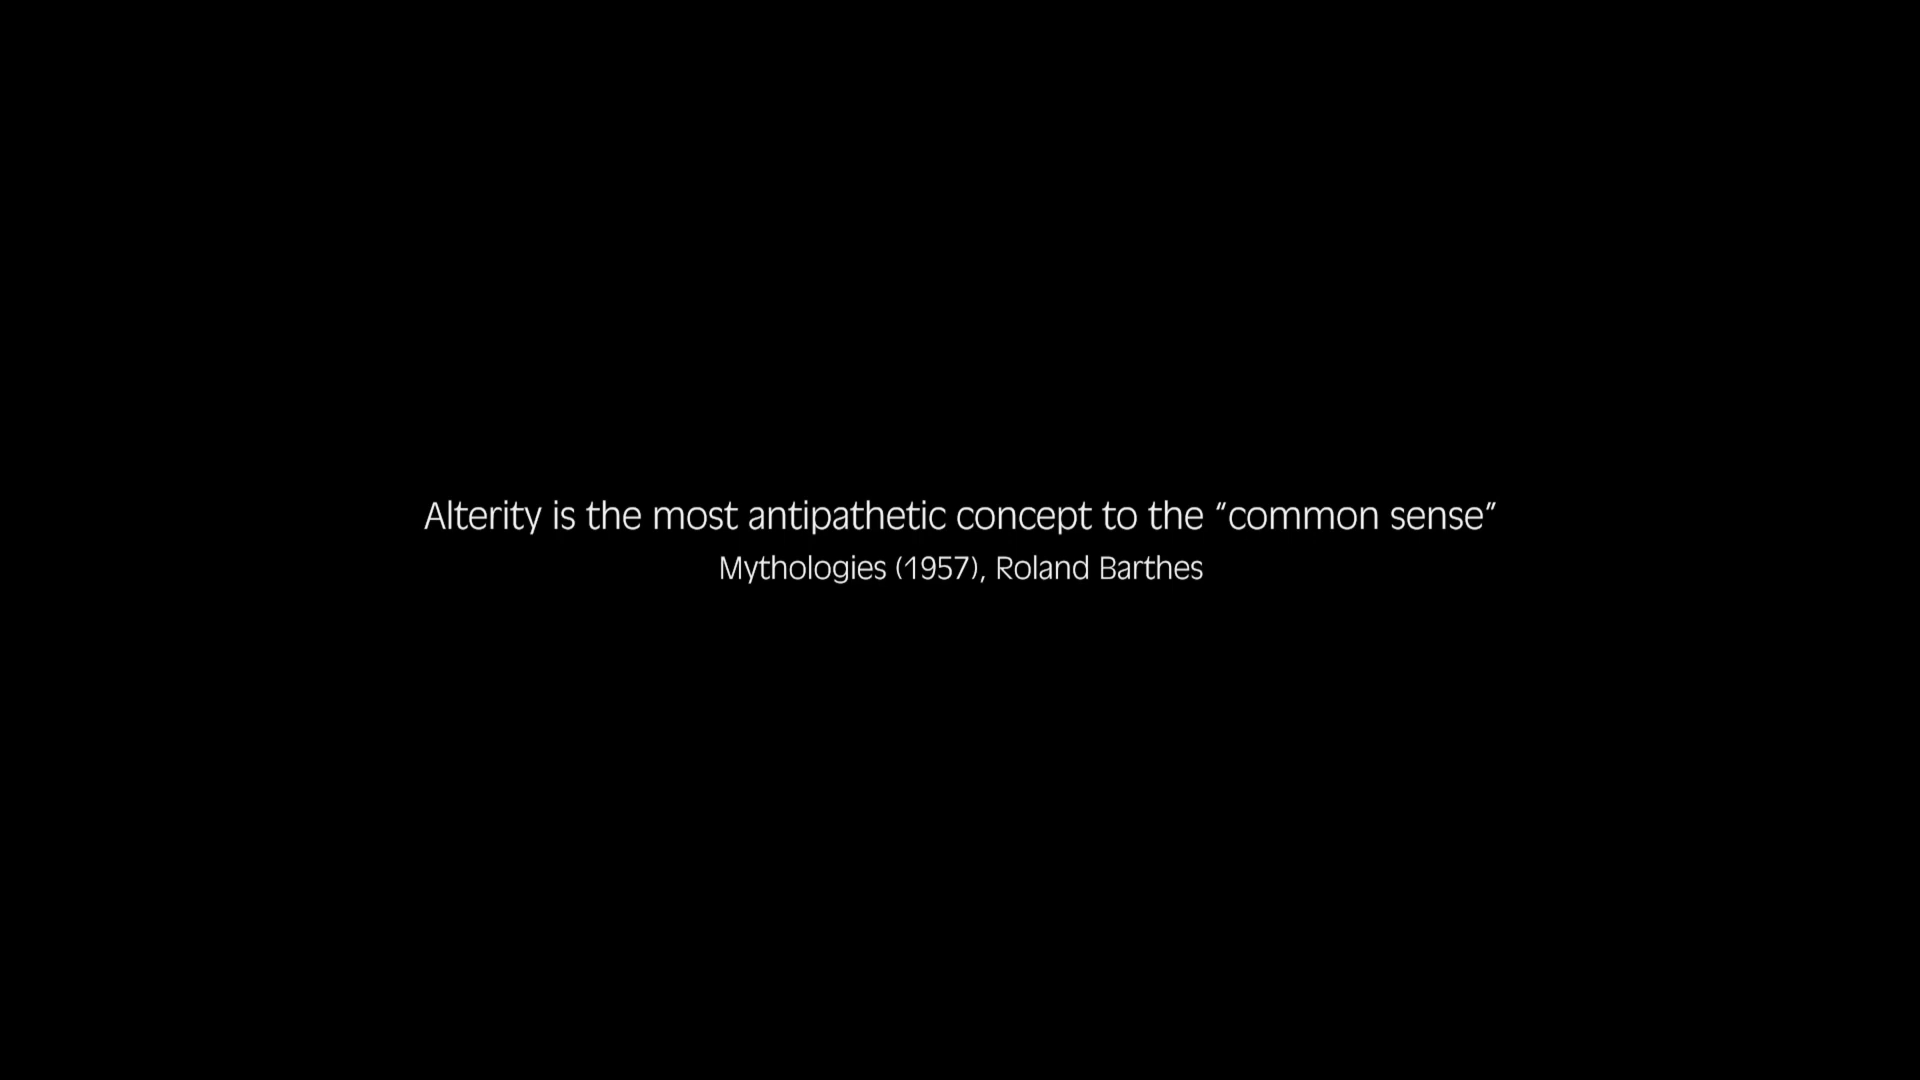 Alterity is the most antipathetic concept to the “common sense”
Mythologies (1957), Roland Barthes